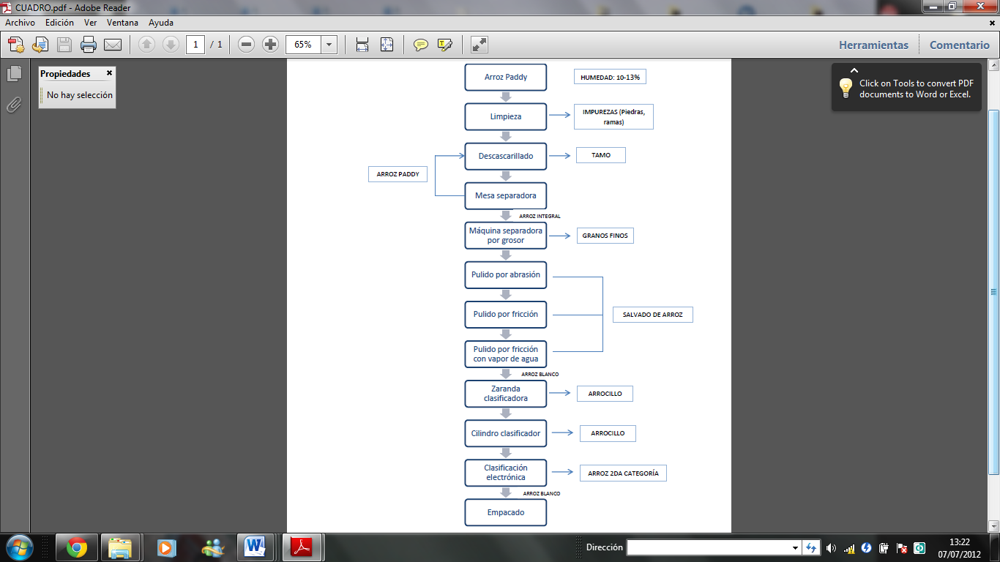 CUADRO.pdf - Adobe Reader
Archivo Edición Ver Ventana Ayuda
1 / 1 65% Herramientas Comentario
Propiedades
No hay selección
Click on Tools to convert PDF
documents to Word or Excel.
Arroz Paddy
HUMEDAD: 10-13%
Limpieza
IMPUREZAS (Piedras,
ramas)
Descascarillado
TAMO
ARROZ PADDY
Mesa separadora
ARROZ INTEGRAL
Máquina separadora
por grosor
GRANOS FINOS
Pulido por abrasión
Pulido por fricción
SALVADO DE ARROZ
Pulido por fricción
con vapor de agua
ARROZ BLANCO
Zaranda
clasificadora
ARROCILLO
Cilindro clasificador
ARROCILLO
Clasificación
electrónica
ARROZ 2DA CATEGORÍA
ARROZ BLANCO
Empacado
Dirección
13:22
07/07/2012